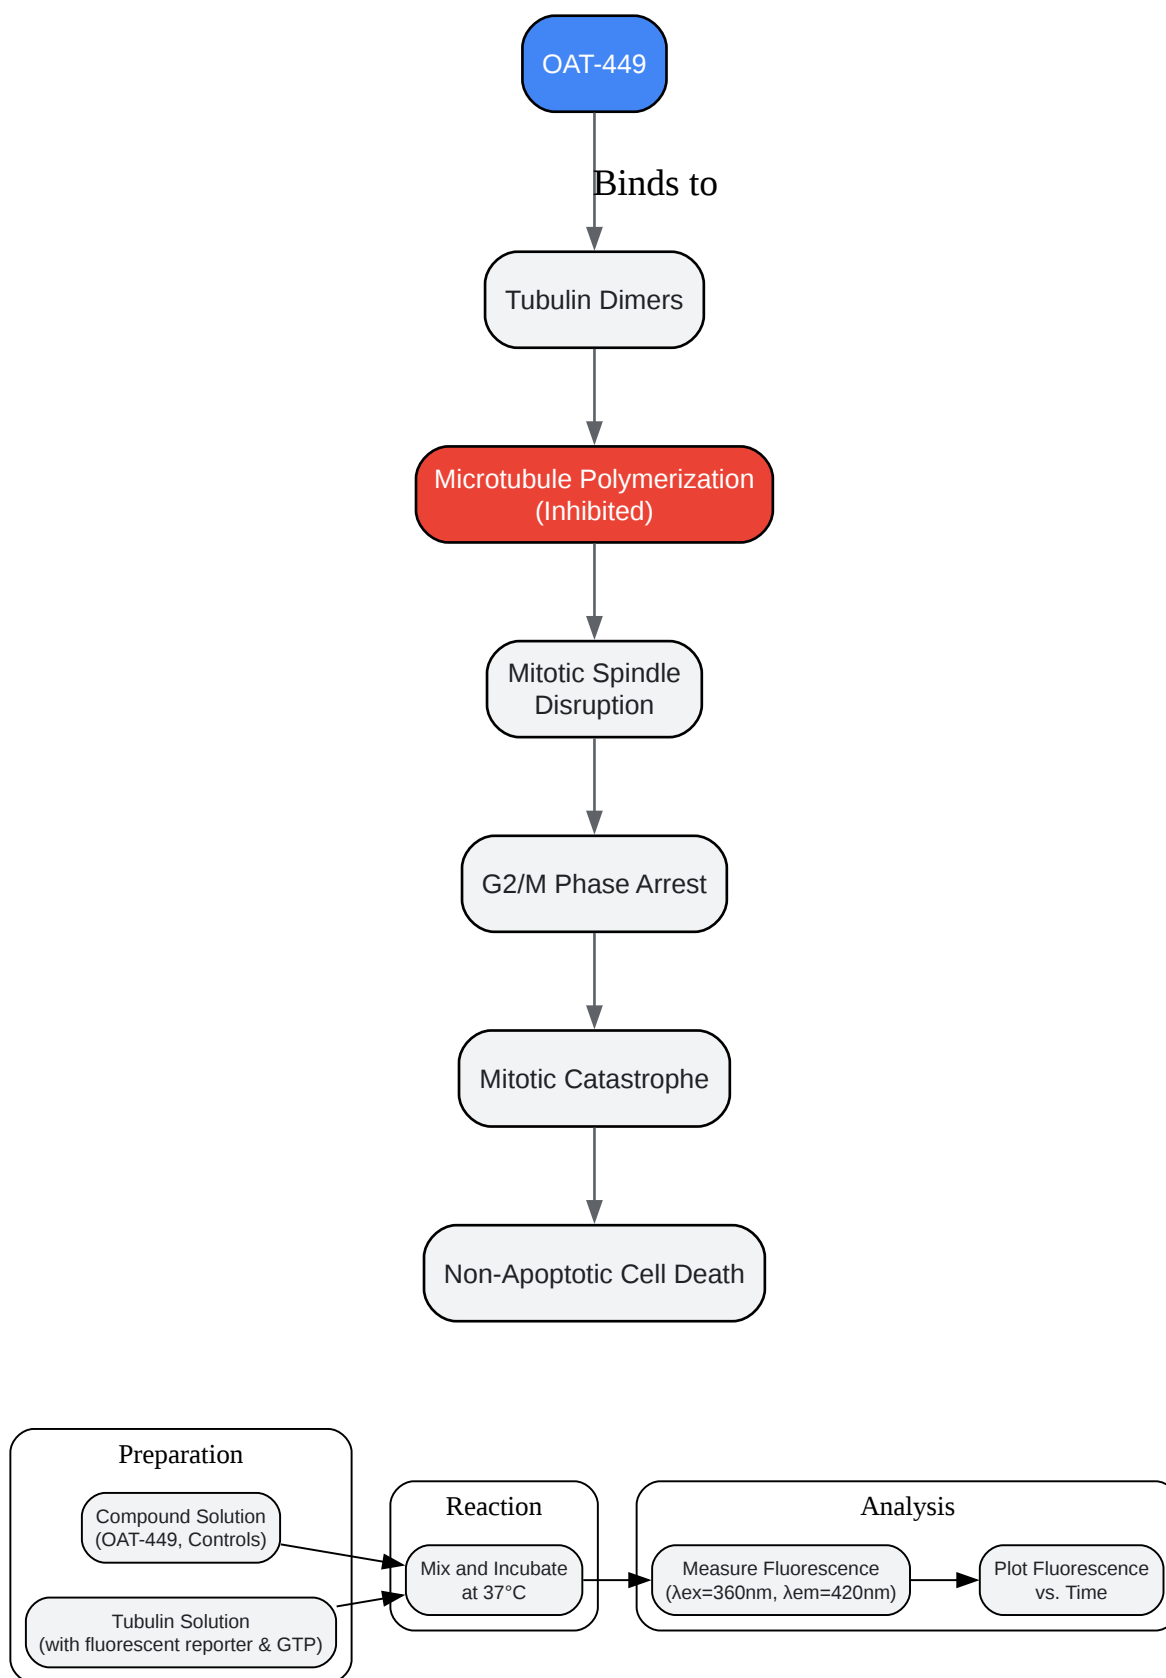 OAT-449
Binds to
Tubulin Dimers
Microtubule Polymerization
(Inhibited)
Mitotic Spindle
Disruption
G2/M Phase Arrest
Mitotic Catastrophe
Non-Apoptotic Cell Death
Preparation
Compound Solution
(OAT-449, Controls)
Tubulin Solution
(with fluorescent reporter & GTP)
Reaction
Mix and Incubate
at 37°C
Analysis
Measure Fluorescence
(λex=360nm, λem=420nm)
Plot Fluorescence
vs. Time